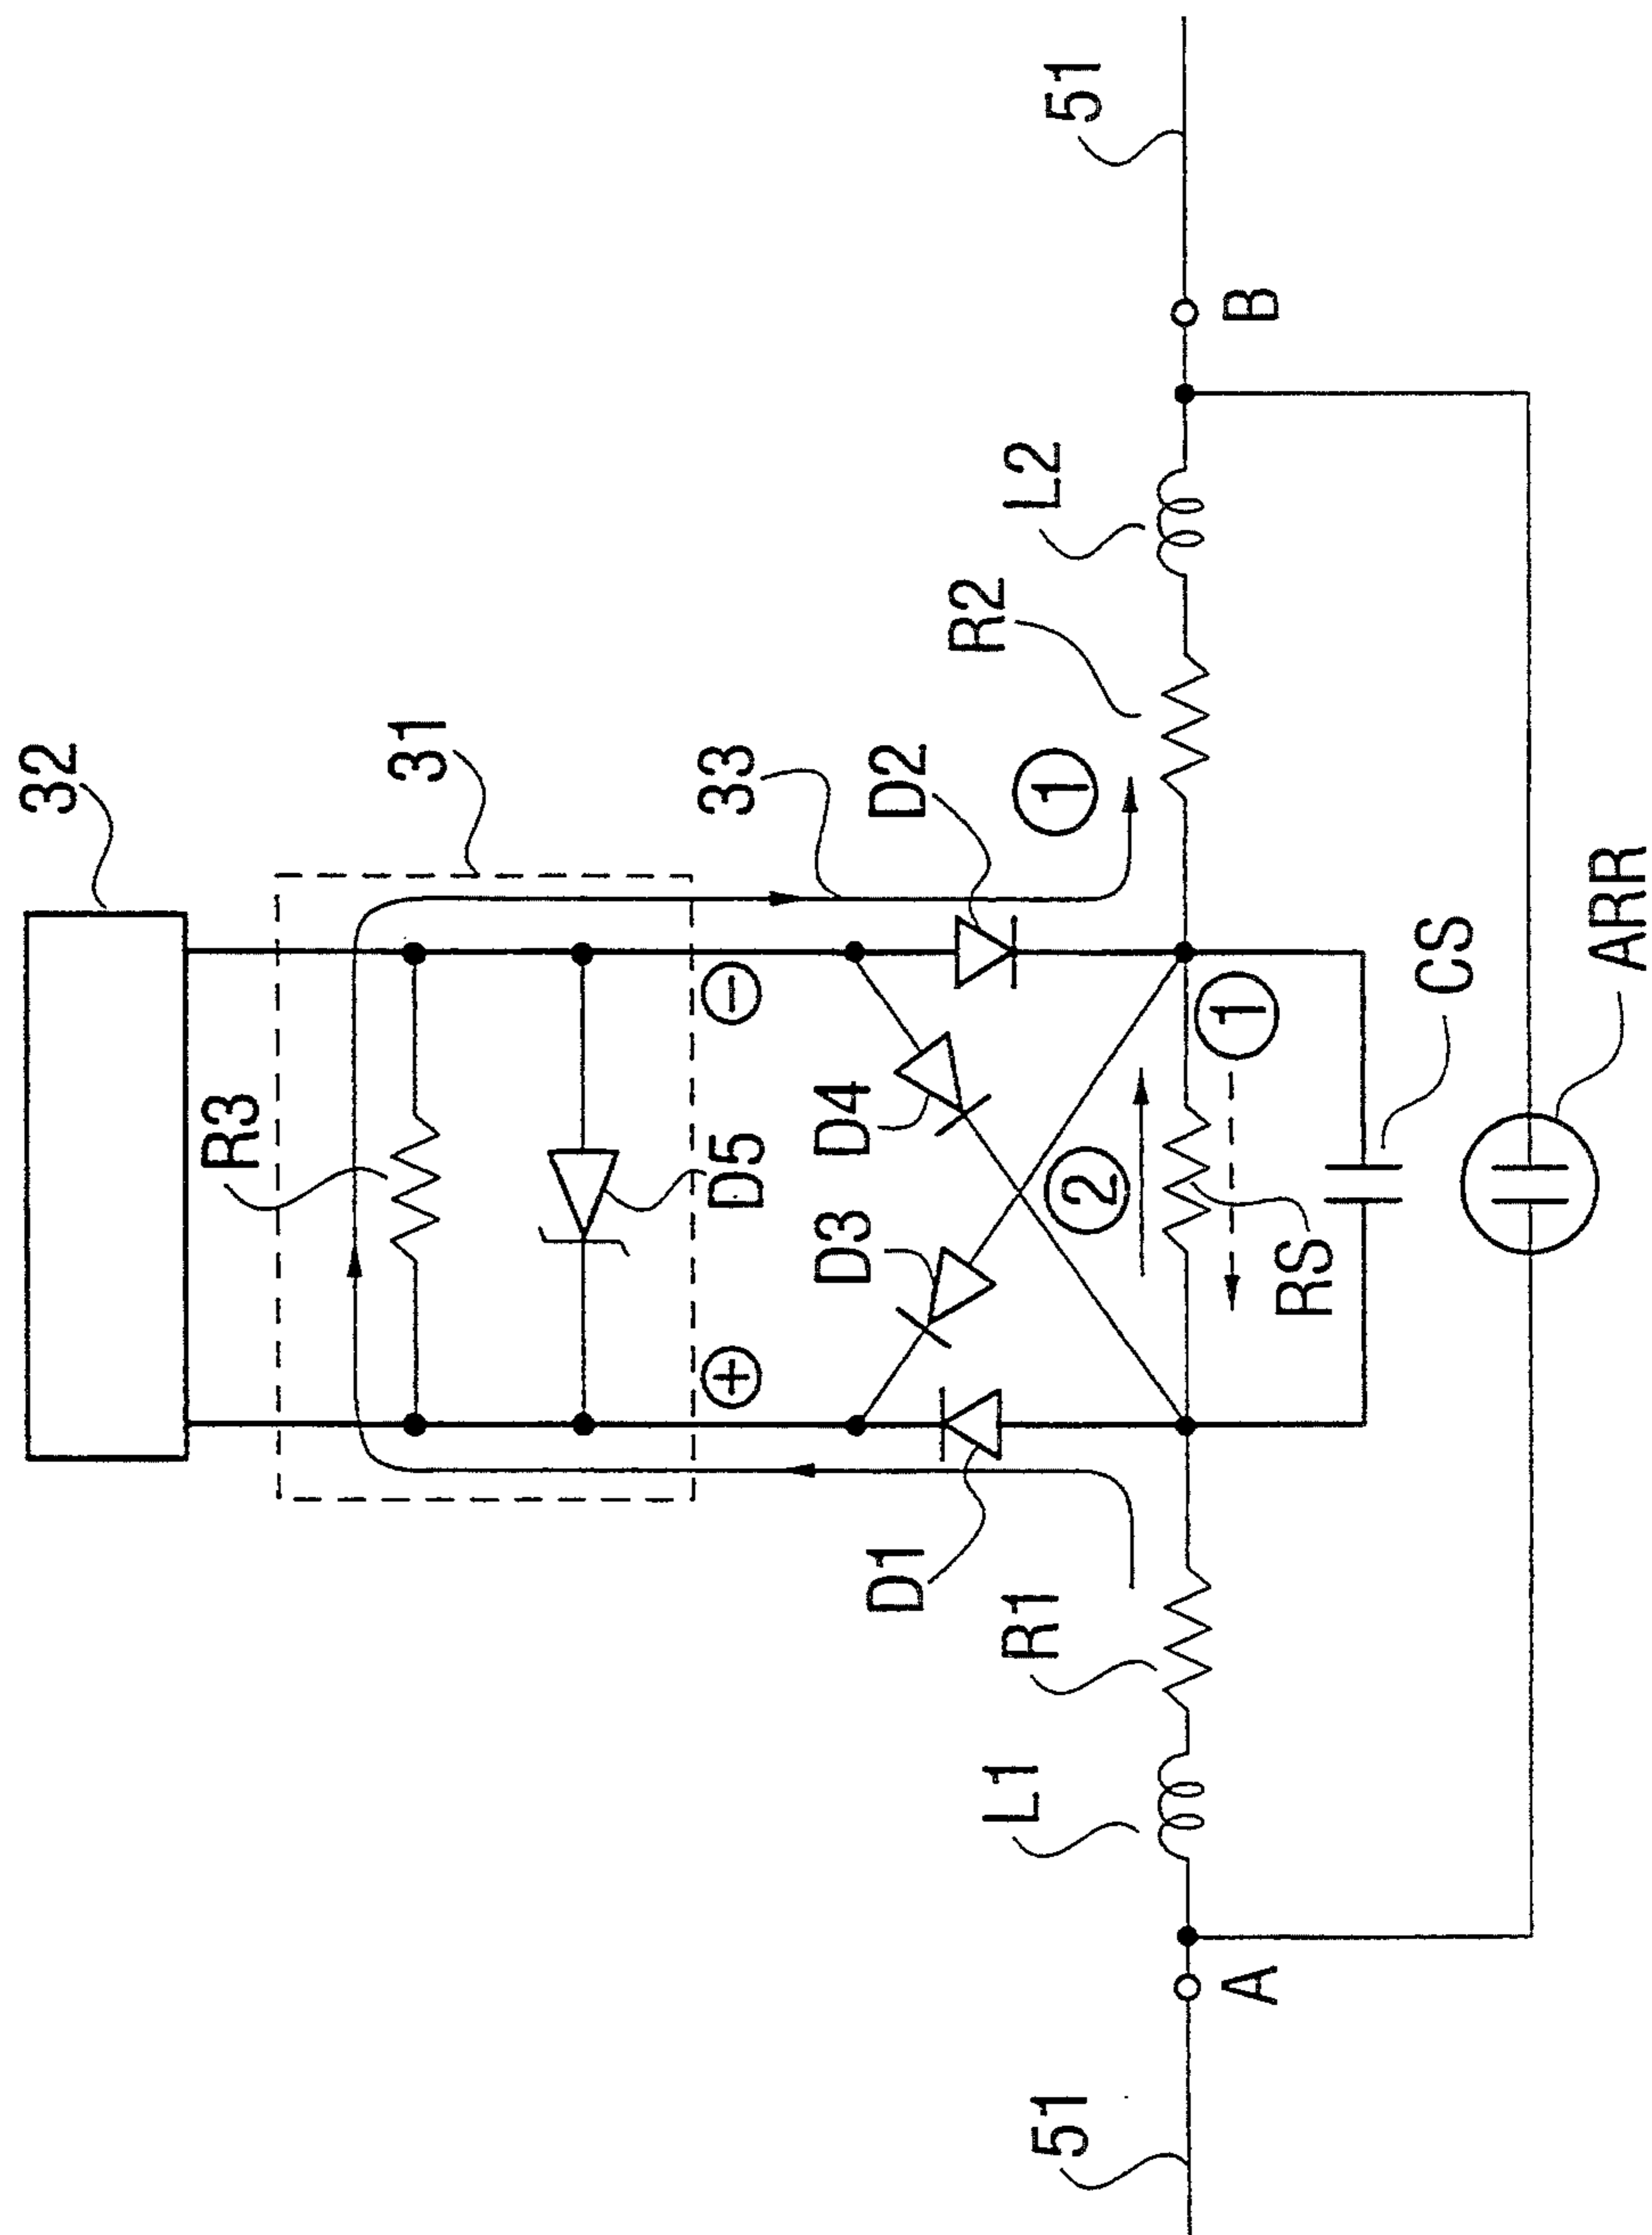 32
R3
31
⊕
D5
⊖
33
D3
D4
D1
D2
R2
L1
R1
L2
①
51
②
51
A
①
B
RS
CS
ARR